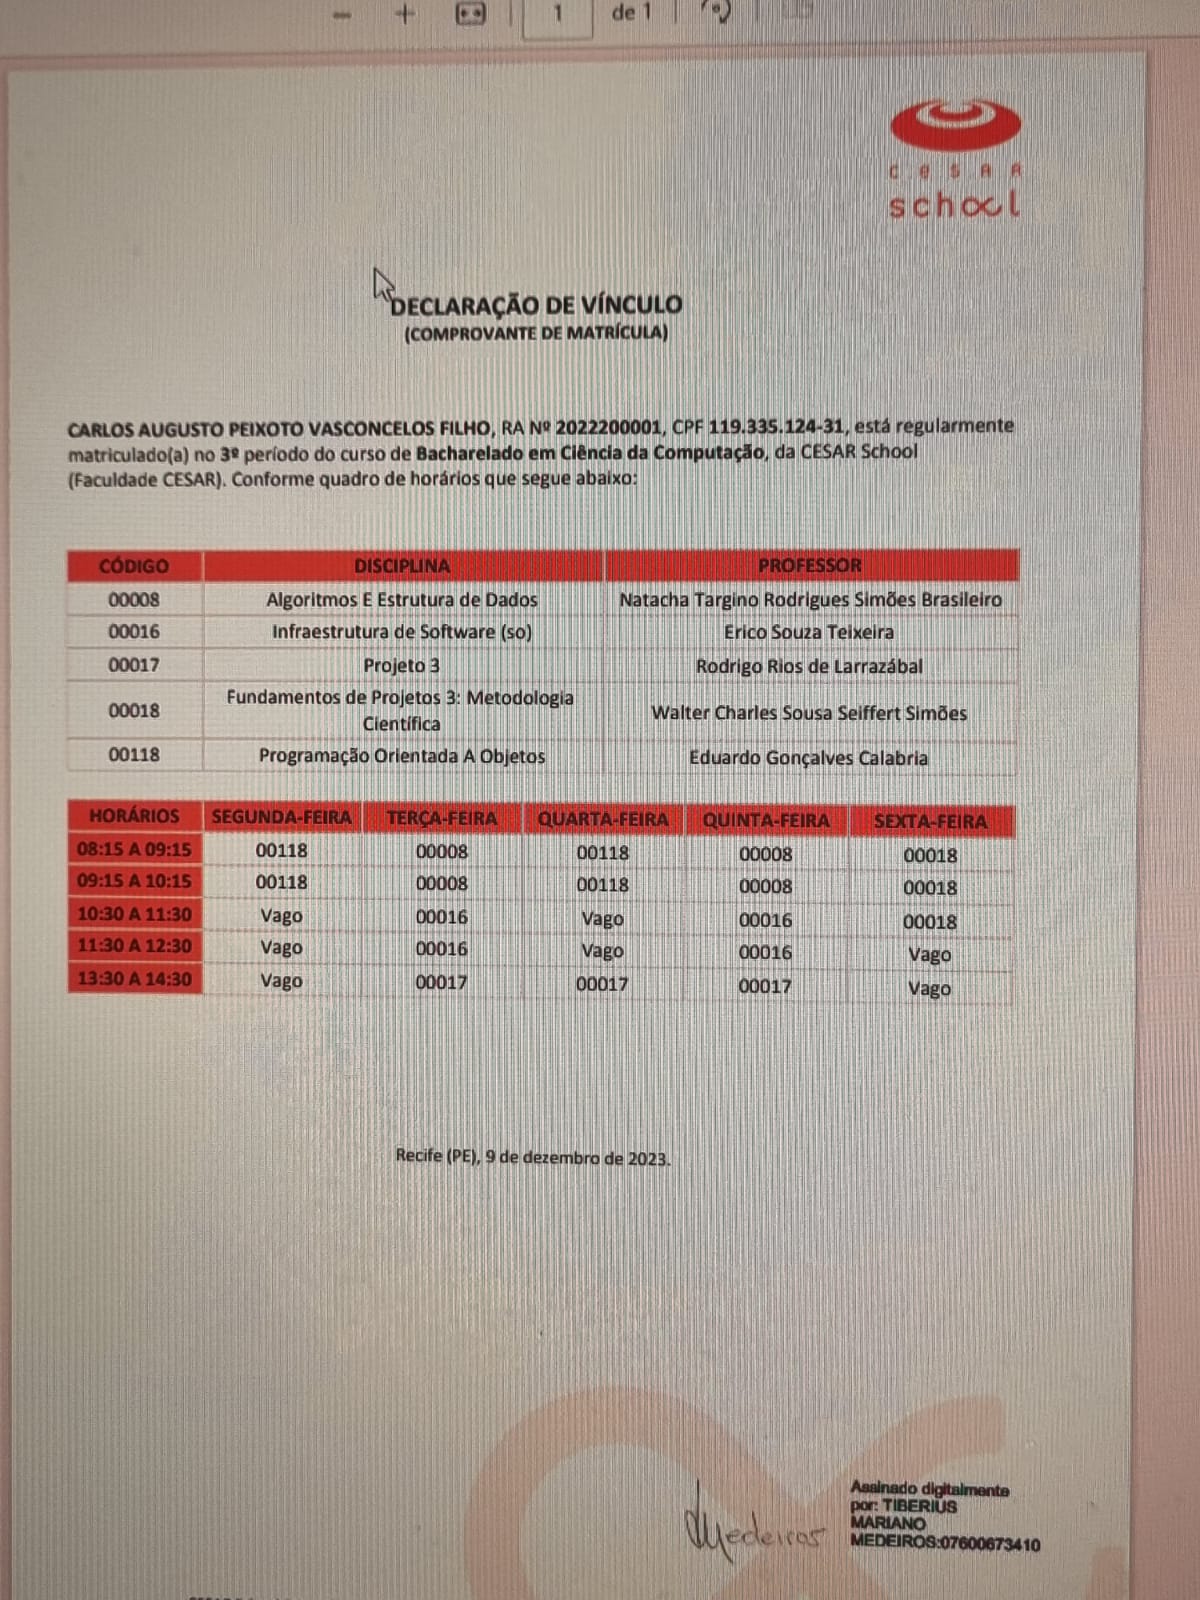 1 de 1
cesar
school
DECLARAÇÃO DE VÍNCULO
(COMPROVANTE DE MATRÍCULA)
CARLOS AUGUSTO PEIXOTO VASCONCELOS FILHO, RA Nº 2022200001, CPF 119.335.124-31, está regularmente
matriculado(a) no 3º período do curso de Bacharelado em Ciência da Computação, da CESAR School
(Faculdade CESAR). Conforme quadro de horários que segue abaixo:
CÓDIGO DISCIPLINA PROFESSOR
00008 Algoritmos E Estrutura de Dados Natacha Targino Rodrigues Simões Brasileiro
00016 Infraestrutura de Software (so) Erico Souza Teixeira
00017 Projeto 3 Rodrigo Rios de Larrazábal
00018 Fundamentos de Projetos 3: Metodologia
Científica Walter Charles Sousa Seiffert Simões
00118 Programação Orientada A Objetos Eduardo Gonçalves Calabria
HORÁRIOS SEGUNDA-FEIRA TERÇA-FEIRA QUARTA-FEIRA QUINTA-FEIRA SEXTA-FEIRA
08:15 A 09:15 00118 00008 00118 00008 00018
09:15 A 10:15 00118 00008 00118 00008 00018
10:30 A 11:30 Vago 00016 Vago 00016 00018
11:30 A 12:30 Vago 00016 Vago 00016 Vago
13:30 A 14:30 Vago 00017 00017 00017 Vago
Recife (PE), 9 de dezembro de 2023.
Medeiros
Assinado digitalmente
por: TIBERIUS
MARIANO
MEDEIROS:07600673410